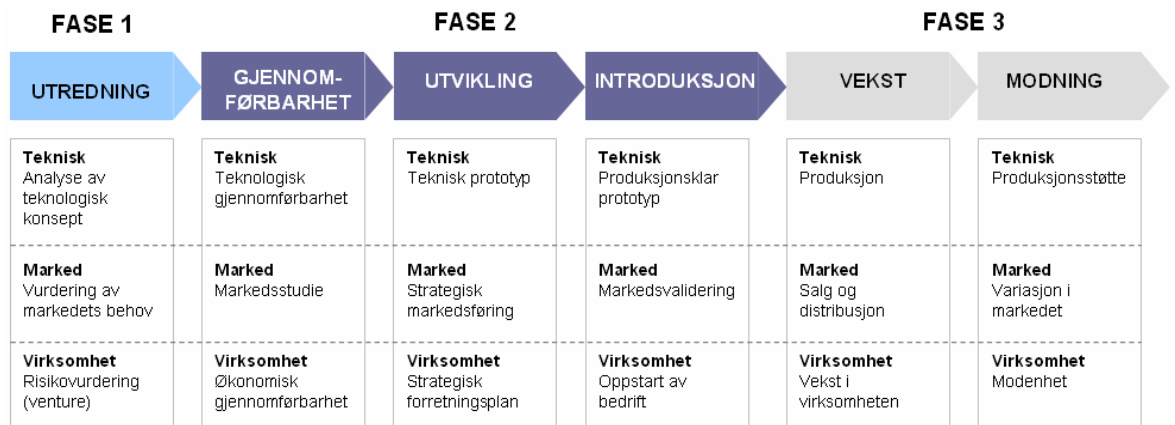 FASE 1
FASE 2
FASE 3
UTREDNING
GJENNOM-
FØRBARHET
UTVIKLING
INTRODUKSJON
VEKST
MODNING
Teknisk
Analyse av
teknologisk
konsept
Teknisk
Teknologisk
gjennomførbarhet
Teknisk
Teknisk prototyp
Teknisk
Produksjonsklar
prototyp
Teknisk
Produksjon
Teknisk
Produksjonsstøtte
Marked
Vurdering av
markedets behov
Marked
Markedsstudie
Marked
Strategisk
markedsføring
Marked
Markedsvalidering
Marked
Salg og
distribusjon
Marked
Variasjon i
markedet
Virksomhet
Risikovurdering
(venture)
Virksomhet
Økonomisk
gjennomførbarhet
Virksomhet
Strategisk
forretningsplan
Virksomhet
Oppstart av
bedrift
Virksomhet
Vekst i
virksomheten
Virksomhet
Modenhet